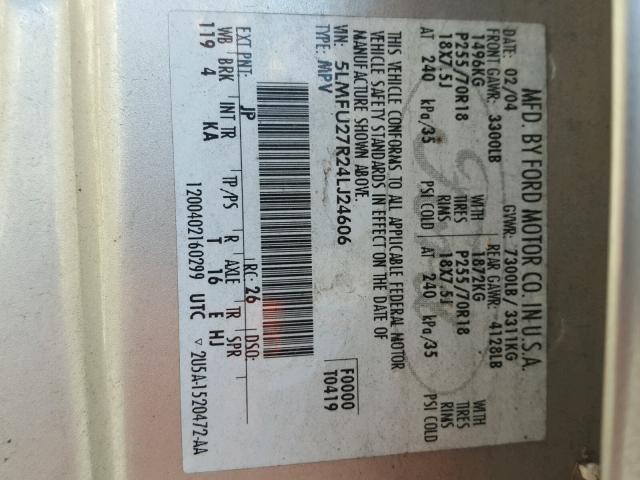 MFD. BY FORD MOTOR CO. IN U.S.A.
DATE: 02/04 GVWR: 7300LB/ 3311KG
FRONT GAWR: 3300LB REAR GAWR: 4128LB
1496KG WITH 1872KG WITH
P255/70R18 TIRES P255/70R18 TIRES
18X7.5J RIMS 18X7.5J RIMS
AT 240 kPa/35 PSI COLD AT 240 kPa/35 PSI COLD
THIS VEHICLE CONFORMS TO ALL APPLICABLE FEDERAL MOTOR
VEHICLE SAFETY STANDARDS IN EFFECT ON THE DATE OF
MANUFACTURE SHOWN ABOVE.
VIN: 5LMFU27R24LJ24606 F0000
TYPE: MPV T0419
EXT PNT: JP RC: 26 DSO:
WB BRK INT TR TP/PS R AXLE TR SPR
119 4 KA T 16 E HJ
1200402160299 UTC ▽ 2U5A-1520472-AA